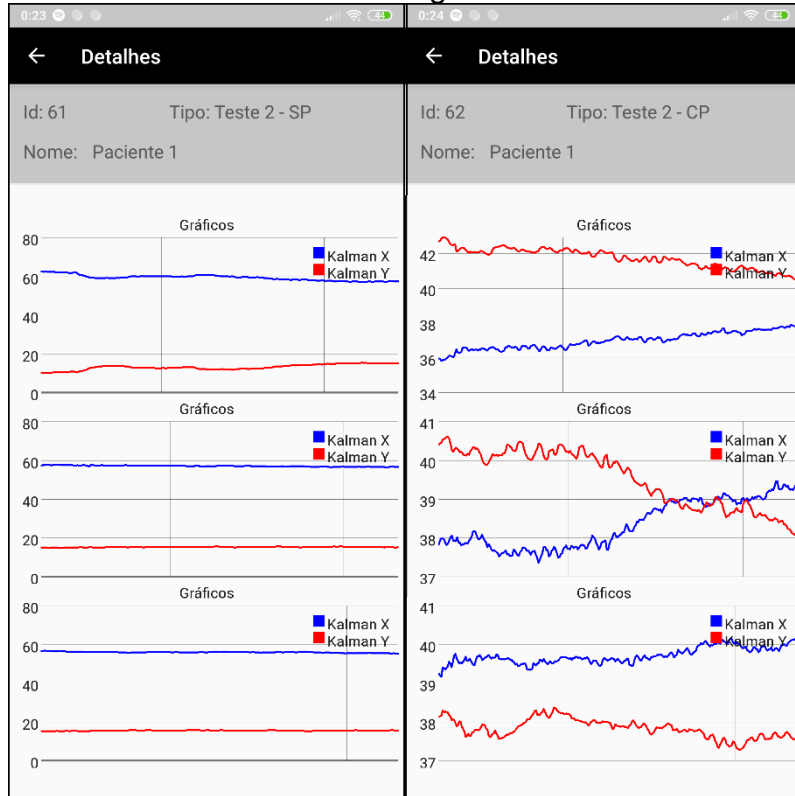 0:23 44
Detalhes
Id: 61 Tipo: Teste 2 - SP
Nome: Paciente 1
Gráficos
80
60
40
20
0
Kalman X
Kalman Y
Gráficos
80
60
40
20
0
Kalman X
Kalman Y
Gráficos
80
60
40
20
0
Kalman X
Kalman Y
0:24 44
Detalhes
Id: 62 Tipo: Teste 2 - CP
Nome: Paciente 1
Gráficos
42
40
38
36
34
Kalman X
Kalman Y
Gráficos
41
40
39
38
37
Kalman X
Kalman Y
Gráficos
41
40
39
38
37
Kalman X
Kalman Y